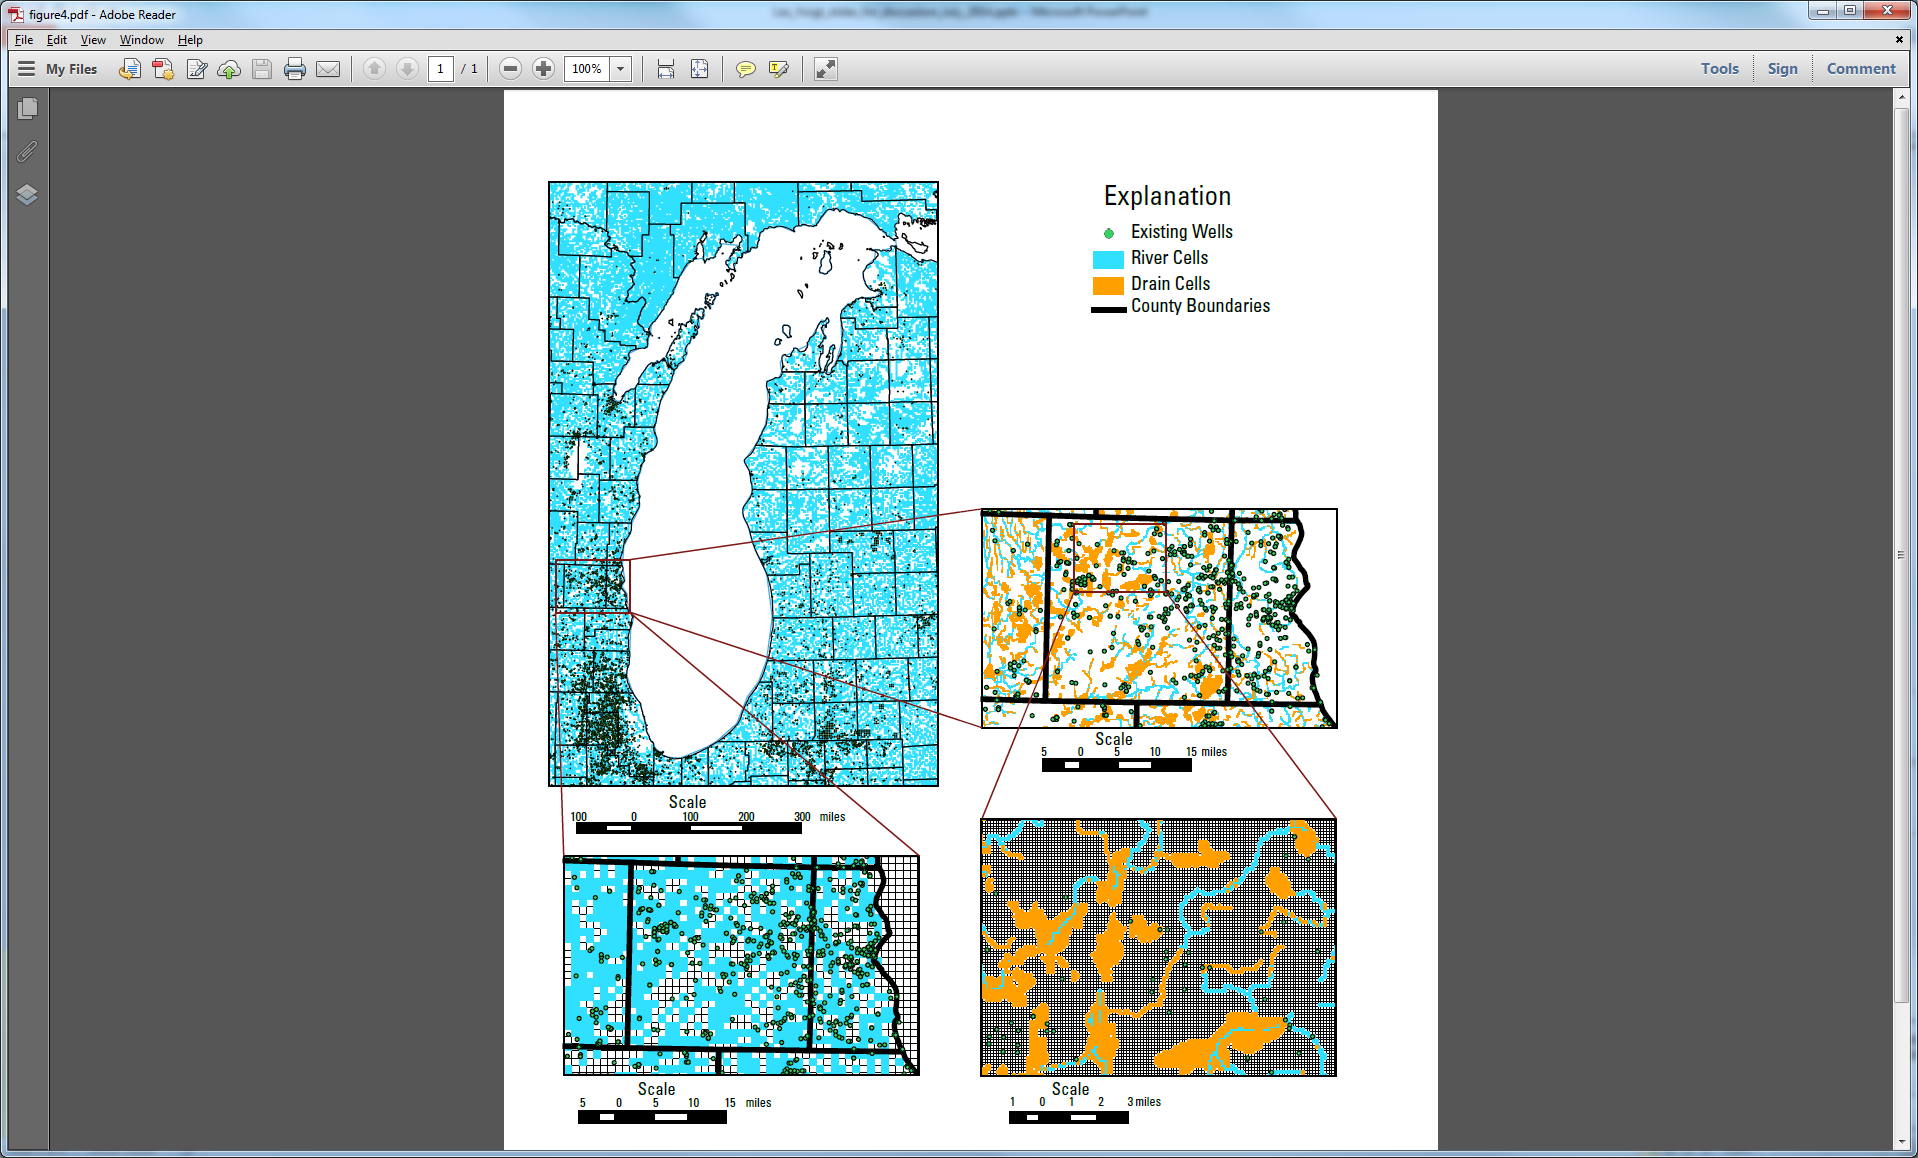 figure4.pdf - Adobe Reader
File Edit View Window Help
My Files 1 / 1 100% Tools Sign Comment
Explanation
Existing Wells
River Cells
Drain Cells
County Boundaries
Scale
5 0 5 10 15 miles
Scale
100 0 100 200 300 miles
Scale
5 0 5 10 15 miles
Scale
1 0 1 2 3 miles